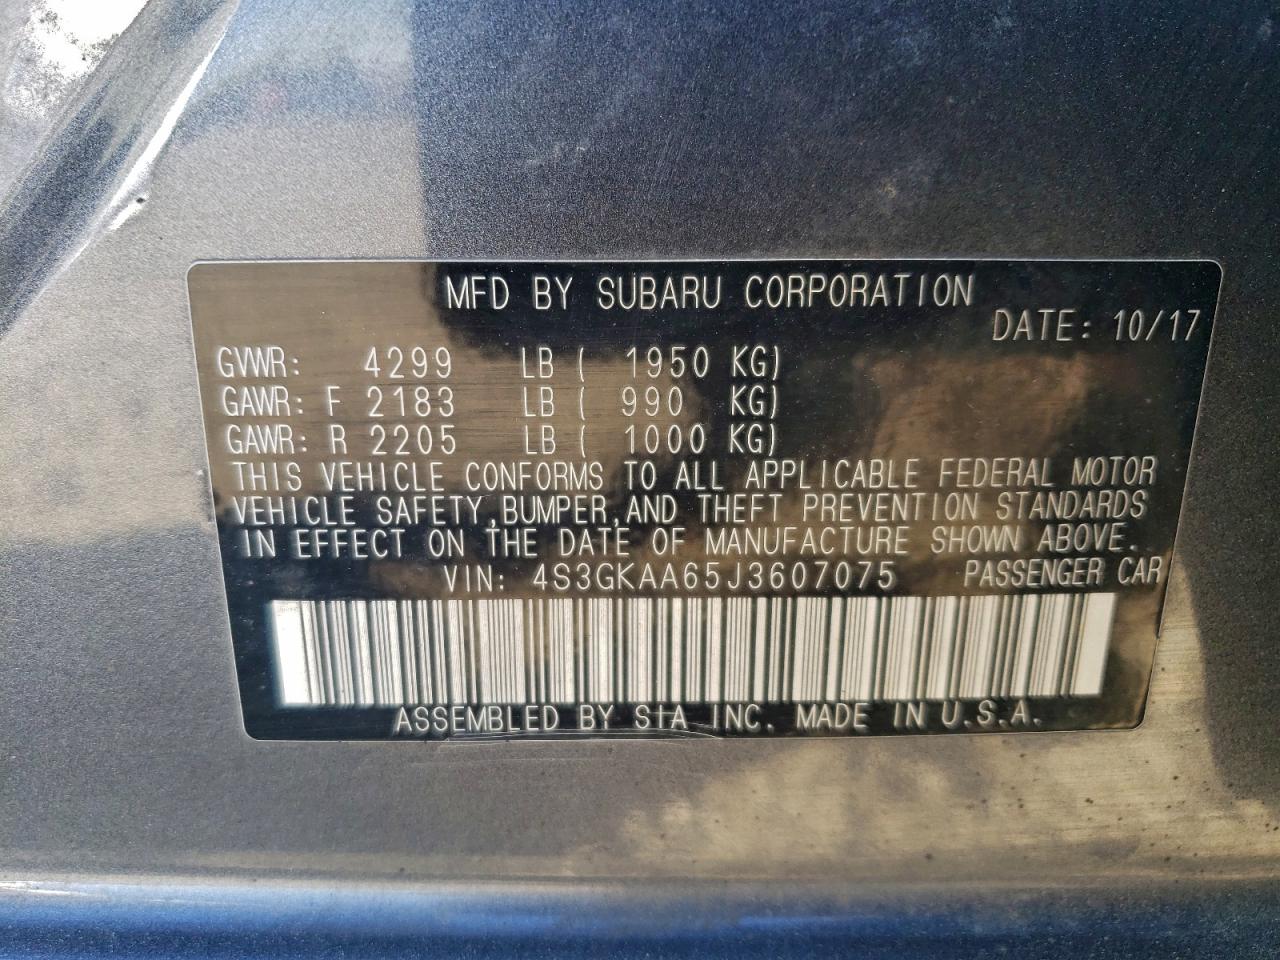 MFD BY SUBARU CORPORATION
DATE: 10/17
GVWR: 4299 LB ( 1950 KG)
GAWR: F 2183 LB ( 990 KG)
GAWR: R 2205 LB ( 1000 KG)
THIS VEHICLE CONFORMS TO ALL APPLICABLE FEDERAL MOTOR
VEHICLE SAFETY,BUMPER,AND THEFT PREVENTION STANDARDS
IN EFFECT ON THE DATE OF MANUFACTURE SHOWN ABOVE.
VIN: 4S3GKAA65J3607075 PASSENGER CAR
ASSEMBLED BY SIA INC. MADE IN U.S.A.